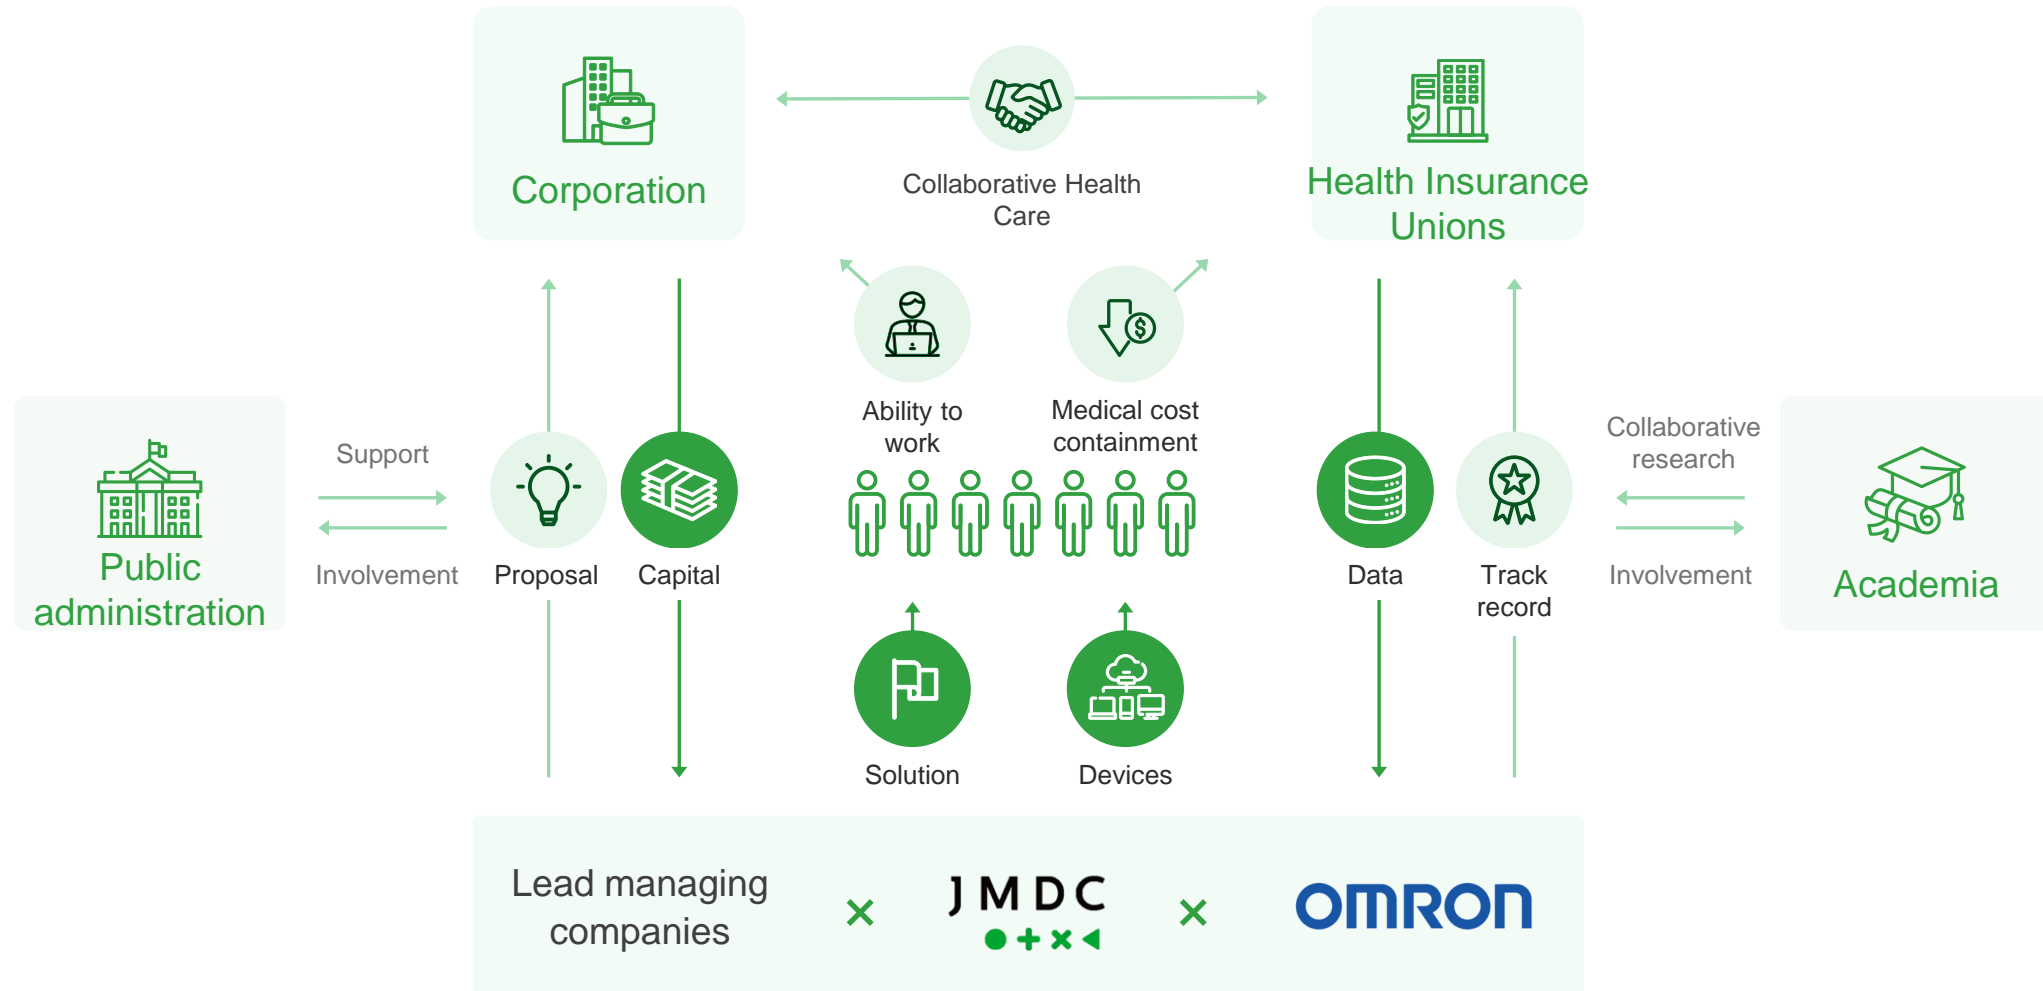 Corporation
Collaborative Health
Care
Health Insurance
Unions
Ability to
work
Medical cost
containment
Public
administration
Support
Involvement
Proposal
Capital
Data
Track
record
Collaborative
research
Involvement
Academia
Solution
Devices
Lead managing
companies
JMDC
OMRON